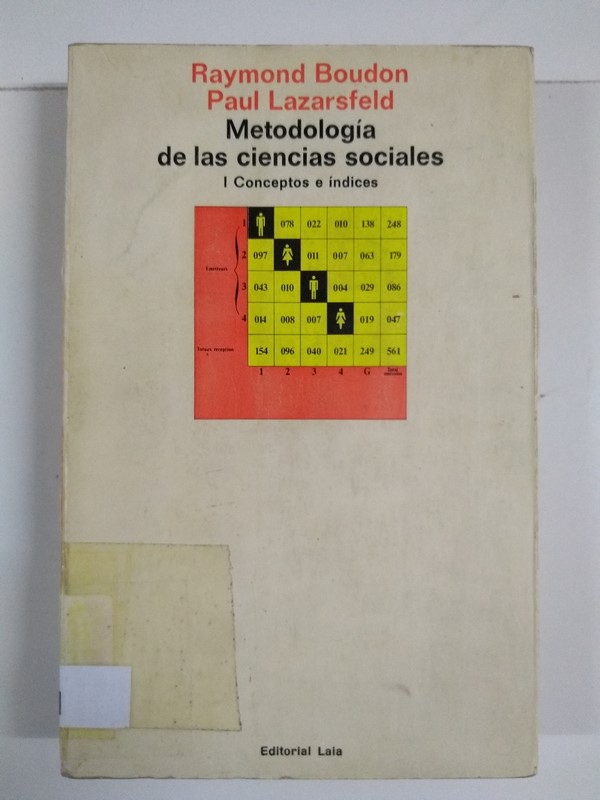 Raymond Boudon
Paul Lazarsfeld
Metodología
de las ciencias sociales
I Conceptos e índices
1 078 022 010 138 248
2 097 011 007 063 179
3 043 010 004 029 086
4 014 008 007 019 047
154 096 040 021 249 561
1 2 3 4 G
Editorial Laia